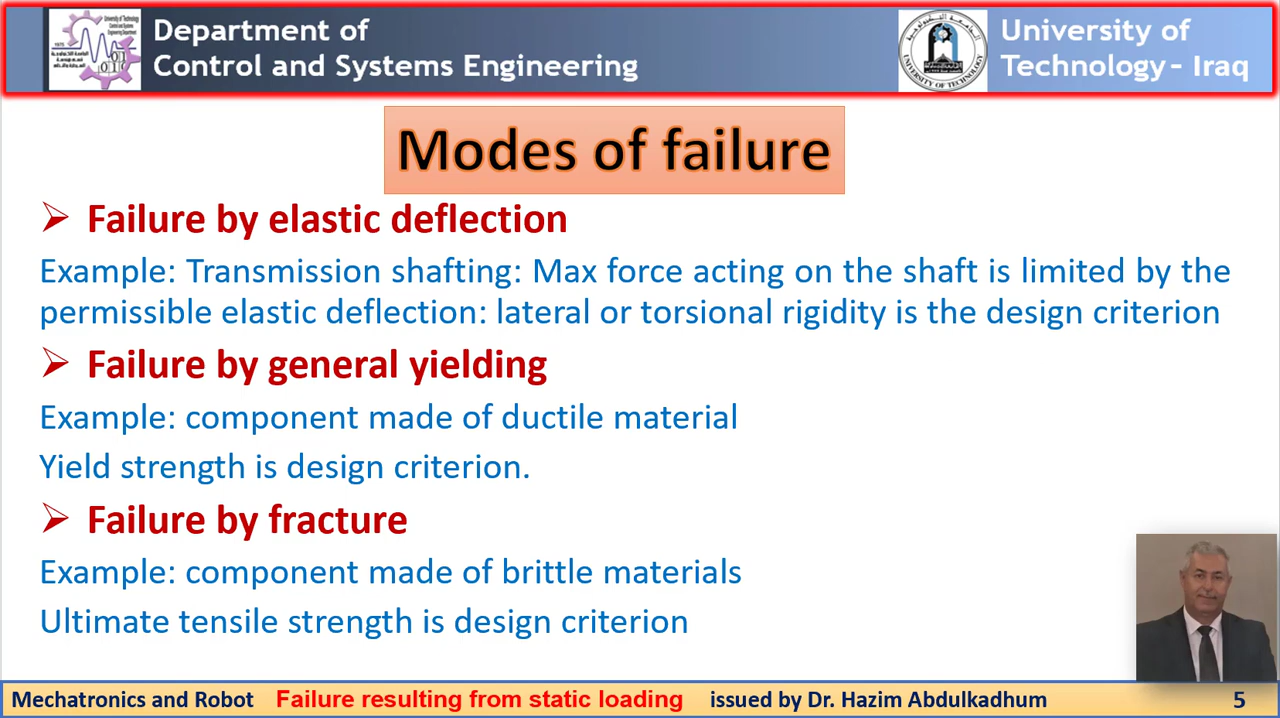 Department of
Control and Systems Engineering
University of
Technology - Iraq
Modes of failure
➢ Failure by elastic deflection
Example: Transmission shafting: Max force acting on the shaft is limited by the
permissible elastic deflection: lateral or torsional rigidity is the design criterion
➢ Failure by general yielding
Example: component made of ductile material
Yield strength is design criterion.
➢ Failure by fracture
Example: component made of brittle materials
Ultimate tensile strength is design criterion
Mechatronics and Robot Failure resulting from static loading issued by Dr. Hazim Abdulkadhum 5